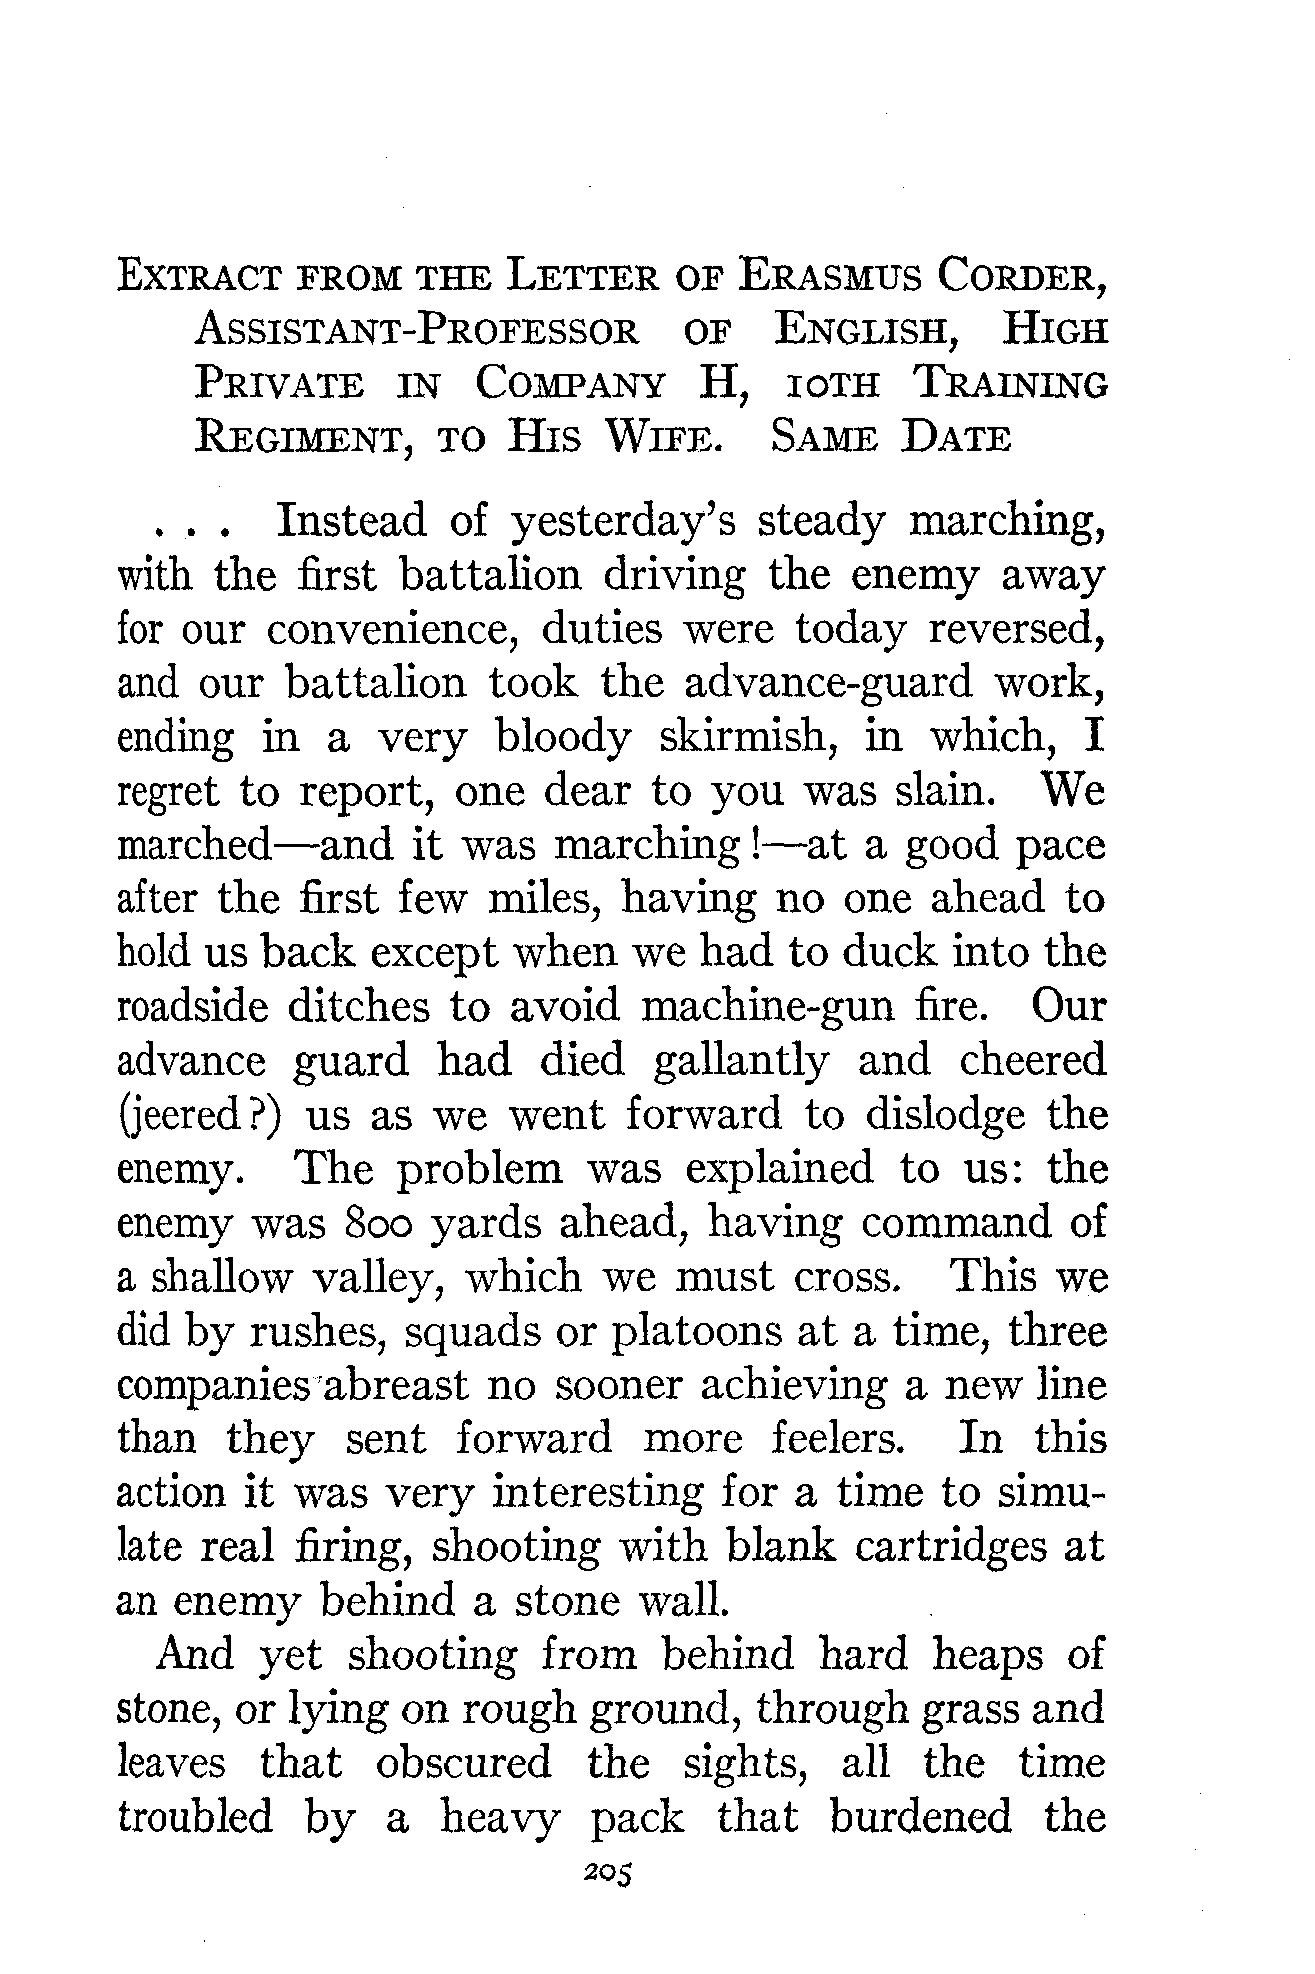 Extract from the Letter of Erasmus Corder,
Assistant-Professor of English, High
Private in Company H, 10th Training
Regiment, to His Wife. Same Date
. . . Instead of yesterday's steady marching,
with the first battalion driving the enemy away
for our convenience, duties were today reversed,
and our battalion took the advance-guard work,
ending in a very bloody skirmish, in which, I
regret to report, one dear to you was slain. We
marched—and it was marching!—at a good pace
after the first few miles, having no one ahead to
hold us back except when we had to duck into the
roadside ditches to avoid machine-gun fire. Our
advance guard had died gallantly and cheered
(jeered?) us as we went forward to dislodge the
enemy. The problem was explained to us: the
enemy was 800 yards ahead, having command of
a shallow valley, which we must cross. This we
did by rushes, squads or platoons at a time, three
companies abreast no sooner achieving a new line
than they sent forward more feelers. In this
action it was very interesting for a time to simu-
late real firing, shooting with blank cartridges at
an enemy behind a stone wall.
And yet shooting from behind hard heaps of
stone, or lying on rough ground, through grass and
leaves that obscured the sights, all the time
troubled by a heavy pack that burdened the
205